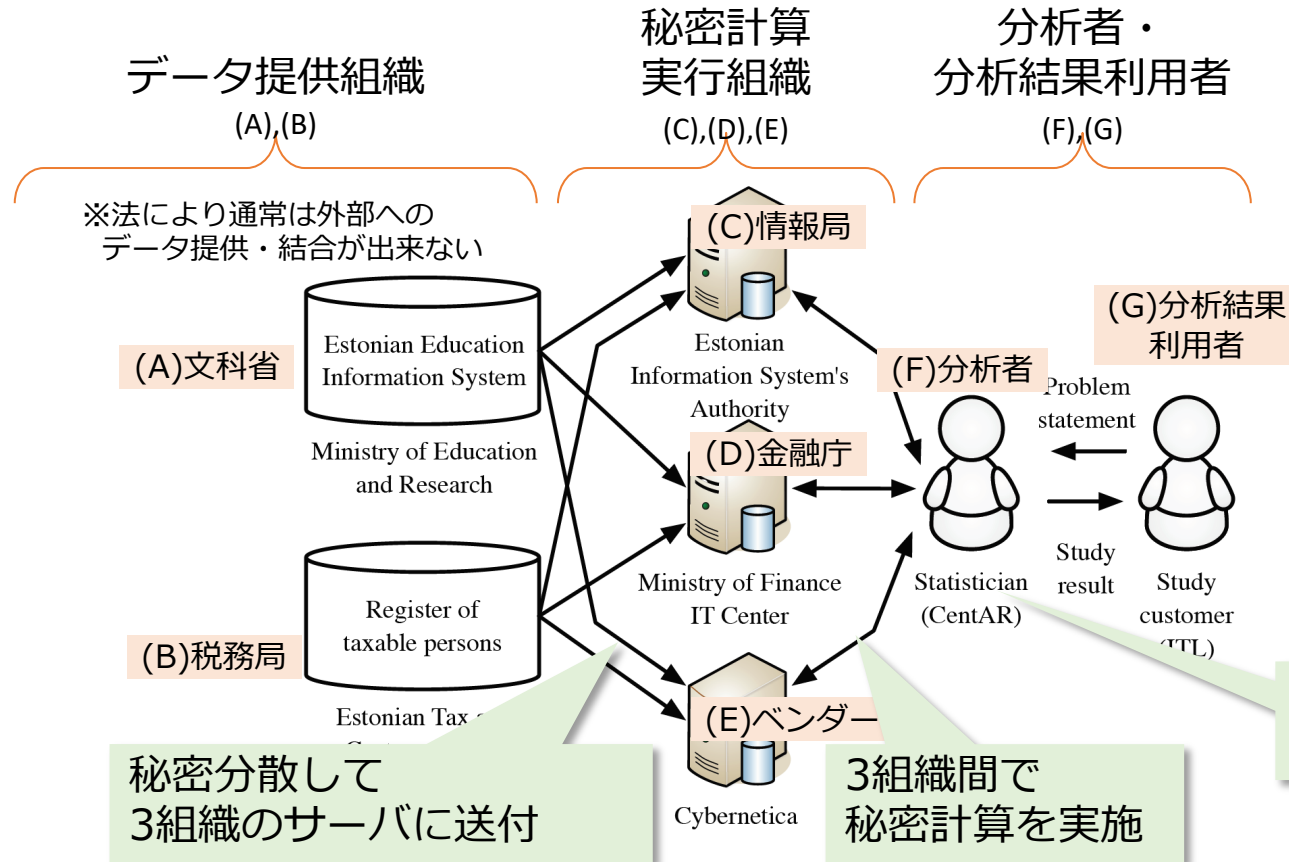 データ提供組織
(A),(B)
秘密計算
実行組織
(C),(D),(E)
分析者・
分析結果利用者
(F),(G)
※法により通常は外部への
データ提供・結合が出来ない
(A)文科省
Estonian Education
Information System
Ministry of Education
and Research
(B)税務局
Register of
taxable persons
Estonian Tax
秘密分散して
3組織のサーバに送付
(C)情報局
Estonian
Information System's
Authority
(D)金融庁
Ministry of Finance
IT Center
(E)ベンダー
Cybernetica
3組織間で
秘密計算を実施
(F)分析者
Statistician
(CentAR)
Problem
statement
Study
result
(G)分析結果
利用者
Study
customer
(ITL)